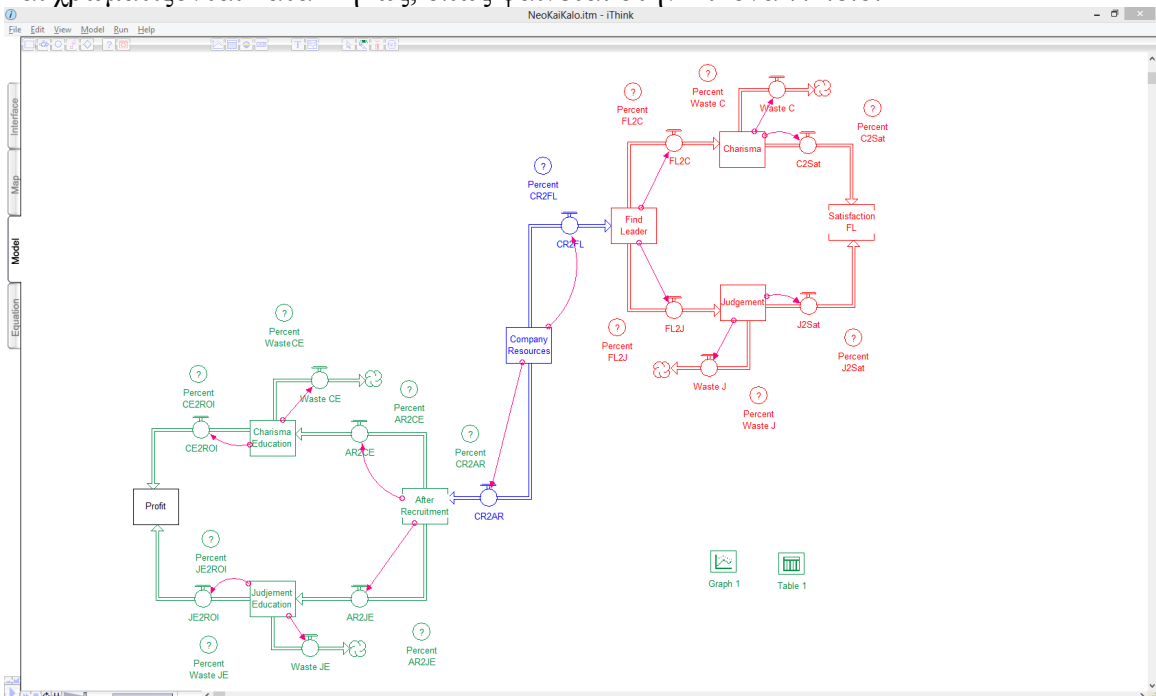 NeoKaiKalo.itm - iThink
File Edit View Model Run Help
Interface
Map
Model
Equation
?
Percent
FL2C
?
Percent
Waste C
Waste C
?
Percent
C2Sat
FL2C
Charisma
C2Sat
?
Percent
CR2FL
CR2FL
Find
Leader
Satisfaction
FL
?
Percent
FL2J
FL2J
Judgement
J2Sat
?
Percent
J2Sat
Waste J
?
Percent
Waste J
Company
Resources
?
Percent
WasteCE
Waste CE
?
Percent
CE2ROI
CE2ROI
Charisma
Education
?
Percent
AR2CE
AR2CE
?
Percent
CR2AR
CR2AR
Profit
After
Recruitment
?
Percent
JE2ROI
JE2ROI
Judjement
Education
AR2JE
?
Percent
Waste JE
Waste JE
?
Percent
AR2JE
Graph 1
Table 1